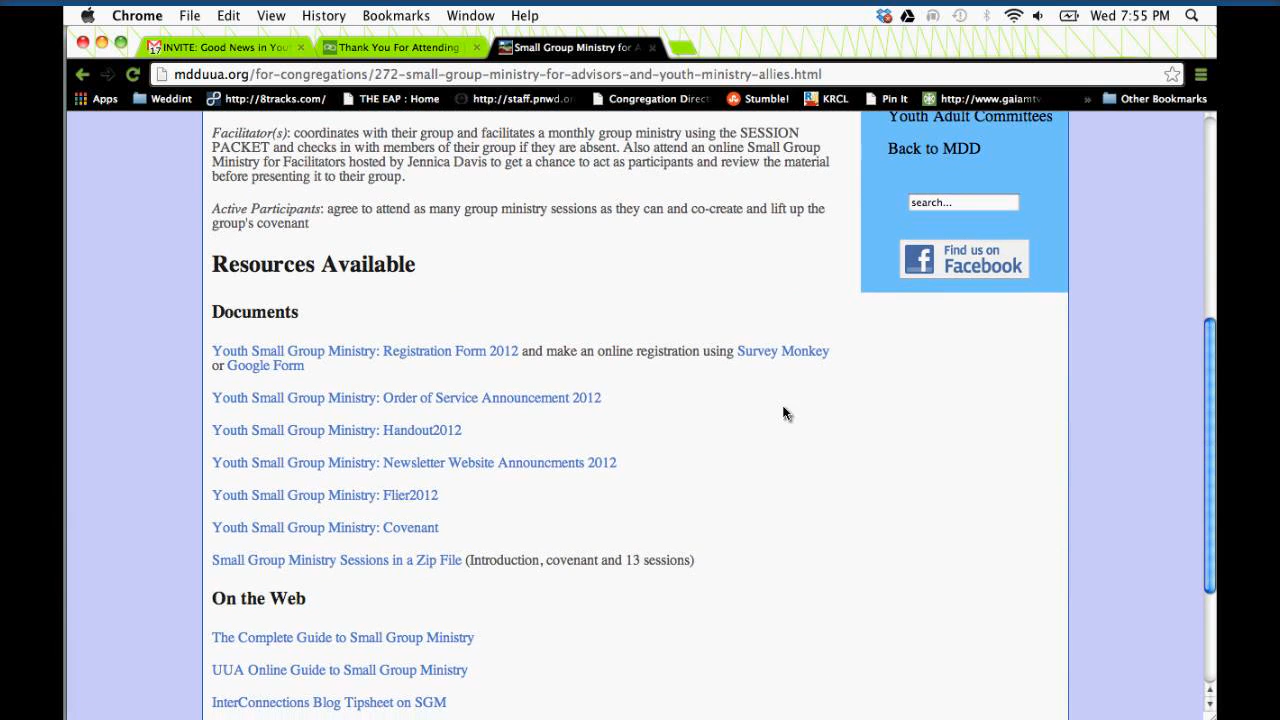 Chrome File Edit View History Bookmarks Window Help Wed 7:55 PM
17 INVITE: Good News in You × Thank You For Attending × Small Group Ministry for A ×
mdduua.org/for-congregations/272-small-group-ministry-for-advisors-and-youth-ministry-allies.html
Apps Weddint http://8tracks.com/ THE EAP : Home http://staff.pnwd.or Congregation Direct Stumble! KRCL Pin It http://www.gaiamtv » Other Bookmarks
Youth Adult Committees
Back to MDD
search...
Find us on
Facebook
Facilitator(s): coordinates with their group and facilitates a monthly group ministry using the SESSION
PACKET and checks in with members of their group if they are absent. Also attend an online Small Group
Ministry for Facilitators hosted by Jennica Davis to get a chance to act as participants and review the material
before presenting it to their group.
Active Participants: agree to attend as many group ministry sessions as they can and co-create and lift up the
group's covenant
Resources Available
Documents
Youth Small Group Ministry: Registration Form 2012 and make an online registration using Survey Monkey
or Google Form
Youth Small Group Ministry: Order of Service Announcement 2012
Youth Small Group Ministry: Handout2012
Youth Small Group Ministry: Newsletter Website Announcments 2012
Youth Small Group Ministry: Flier2012
Youth Small Group Ministry: Covenant
Small Group Ministry Sessions in a Zip File (Introduction, covenant and 13 sessions)
On the Web
The Complete Guide to Small Group Ministry
UUA Online Guide to Small Group Ministry
InterConnections Blog Tipsheet on SGM